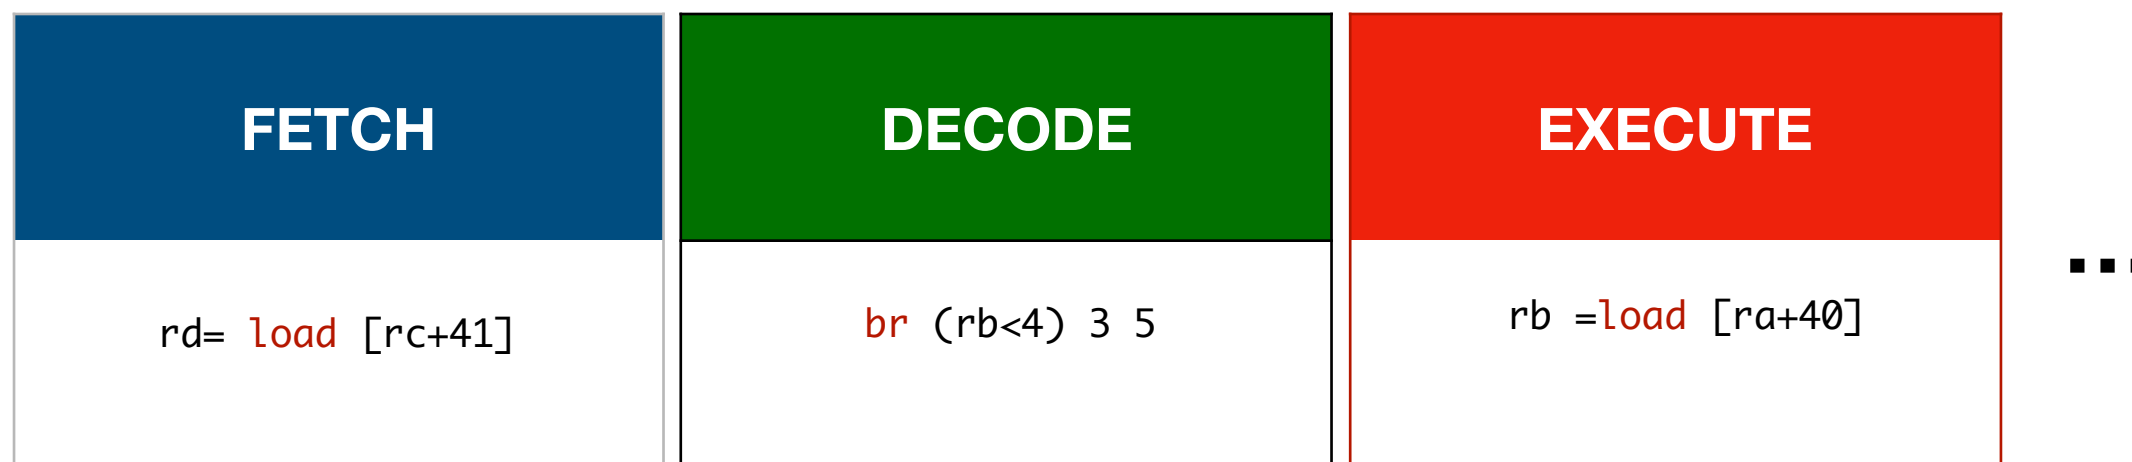 FETCH
DECODE
EXECUTE
rd= load [rc+41]
br (rb<4) 3 5
rb =load [ra+40]
...